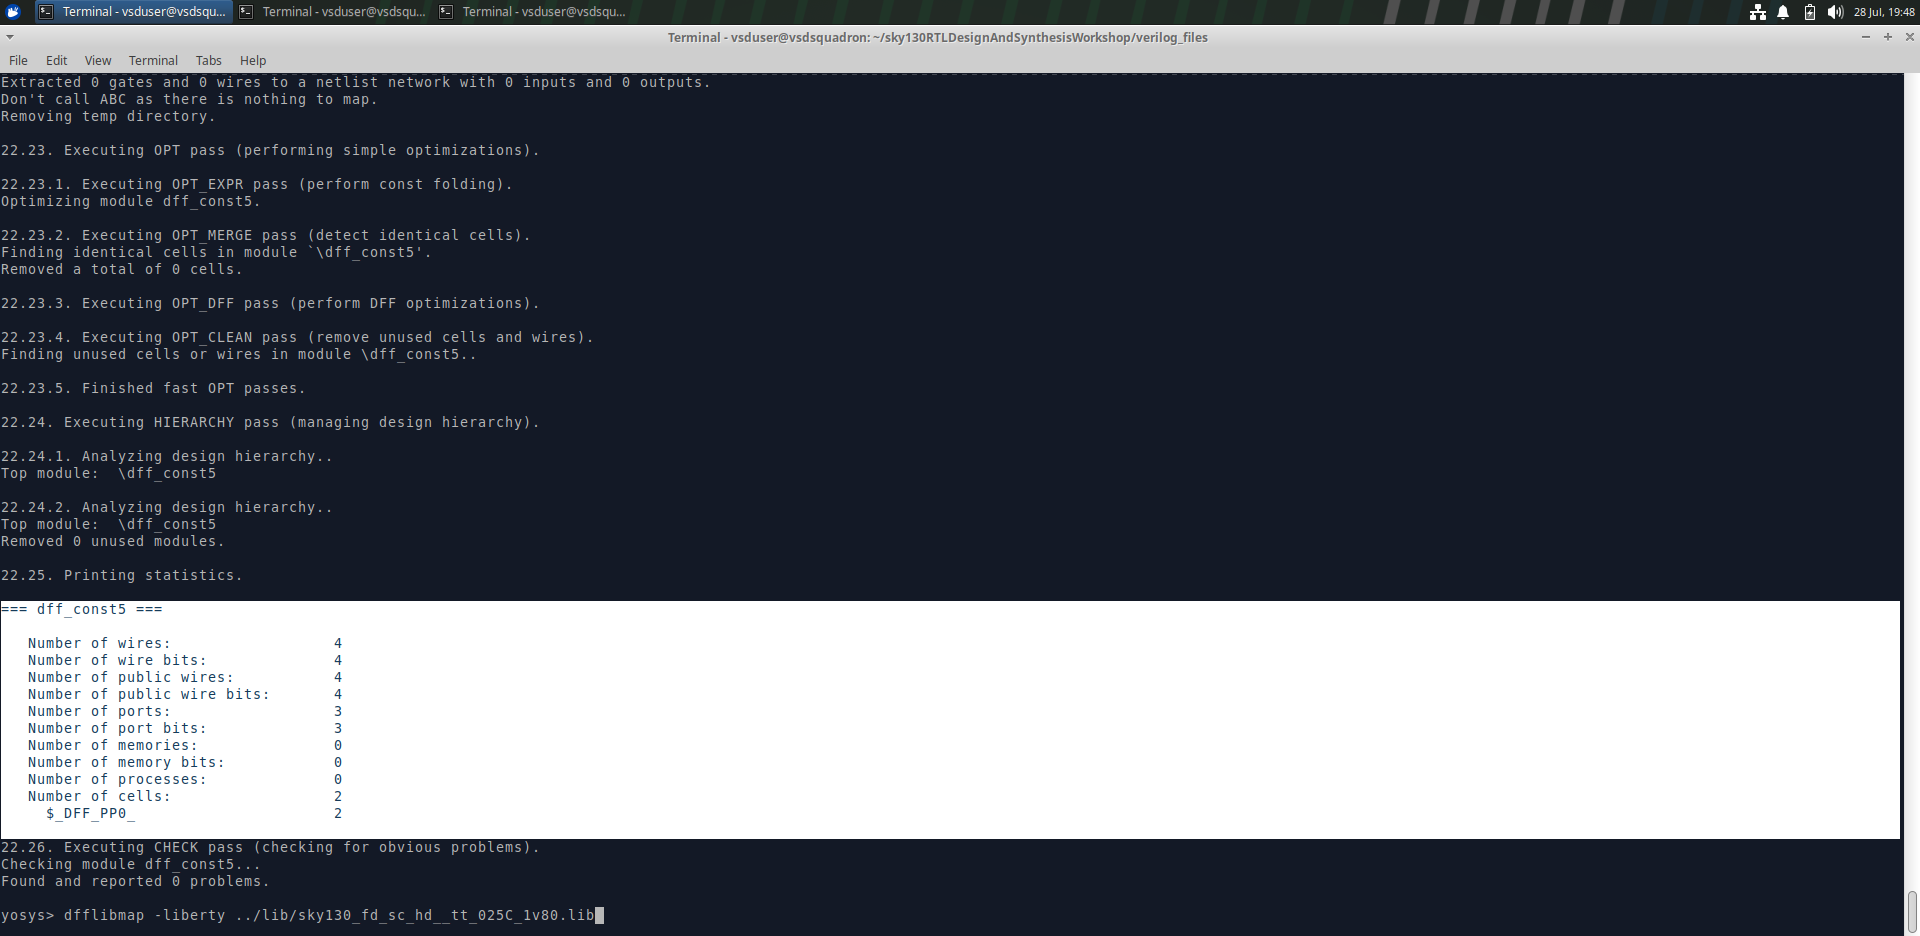 Terminal - vsduser@vsdsqu...
Terminal - vsduser@vsdsqu...
Terminal - vsduser@vsdsqu...
28 Jul, 19:48
Terminal - vsduser@vsdsquadron: ~/sky130RTLDesignAndSynthesisWorkshop/verilog_files
File Edit View Terminal Tabs Help
Extracted 0 gates and 0 wires to a netlist network with 0 inputs and 0 outputs.
Don't call ABC as there is nothing to map.
Removing temp directory.
22.23. Executing OPT pass (performing simple optimizations).
22.23.1. Executing OPT_EXPR pass (perform const folding).
Optimizing module dff_const5.
22.23.2. Executing OPT_MERGE pass (detect identical cells).
Finding identical cells in module `\dff_const5'.
Removed a total of 0 cells.
22.23.3. Executing OPT_DFF pass (perform DFF optimizations).
22.23.4. Executing OPT_CLEAN pass (remove unused cells and wires).
Finding unused cells or wires in module \dff_const5..
22.23.5. Finished fast OPT passes.
22.24. Executing HIERARCHY pass (managing design hierarchy).
22.24.1. Analyzing design hierarchy..
Top module:  \dff_const5
22.24.2. Analyzing design hierarchy..
Top module:  \dff_const5
Removed 0 unused modules.
22.25. Printing statistics.
=== dff_const5 ===
Number of wires: 4
Number of wire bits: 4
Number of public wires: 4
Number of public wire bits: 4
Number of ports: 3
Number of port bits: 3
Number of memories: 0
Number of memory bits: 0
Number of processes: 0
Number of cells: 2
$_DFF_PP0_ 2
22.26. Executing CHECK pass (checking for obvious problems).
Checking module dff_const5...
Found and reported 0 problems.
yosys> dfflibmap -liberty ../lib/sky130_fd_sc_hd__tt_025C_1v80.lib